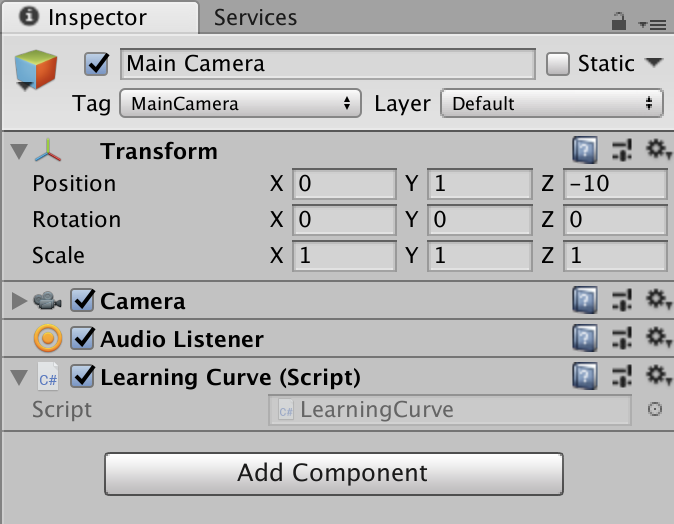 Inspector Services
Main Camera Static
Tag MainCamera Layer Default
Transform
Position X 0 Y 1 Z -10
Rotation X 0 Y 0 Z 0
Scale X 1 Y 1 Z 1
Camera
Audio Listener
C# Learning Curve (Script)
Script C# LearningCurve
Add Component